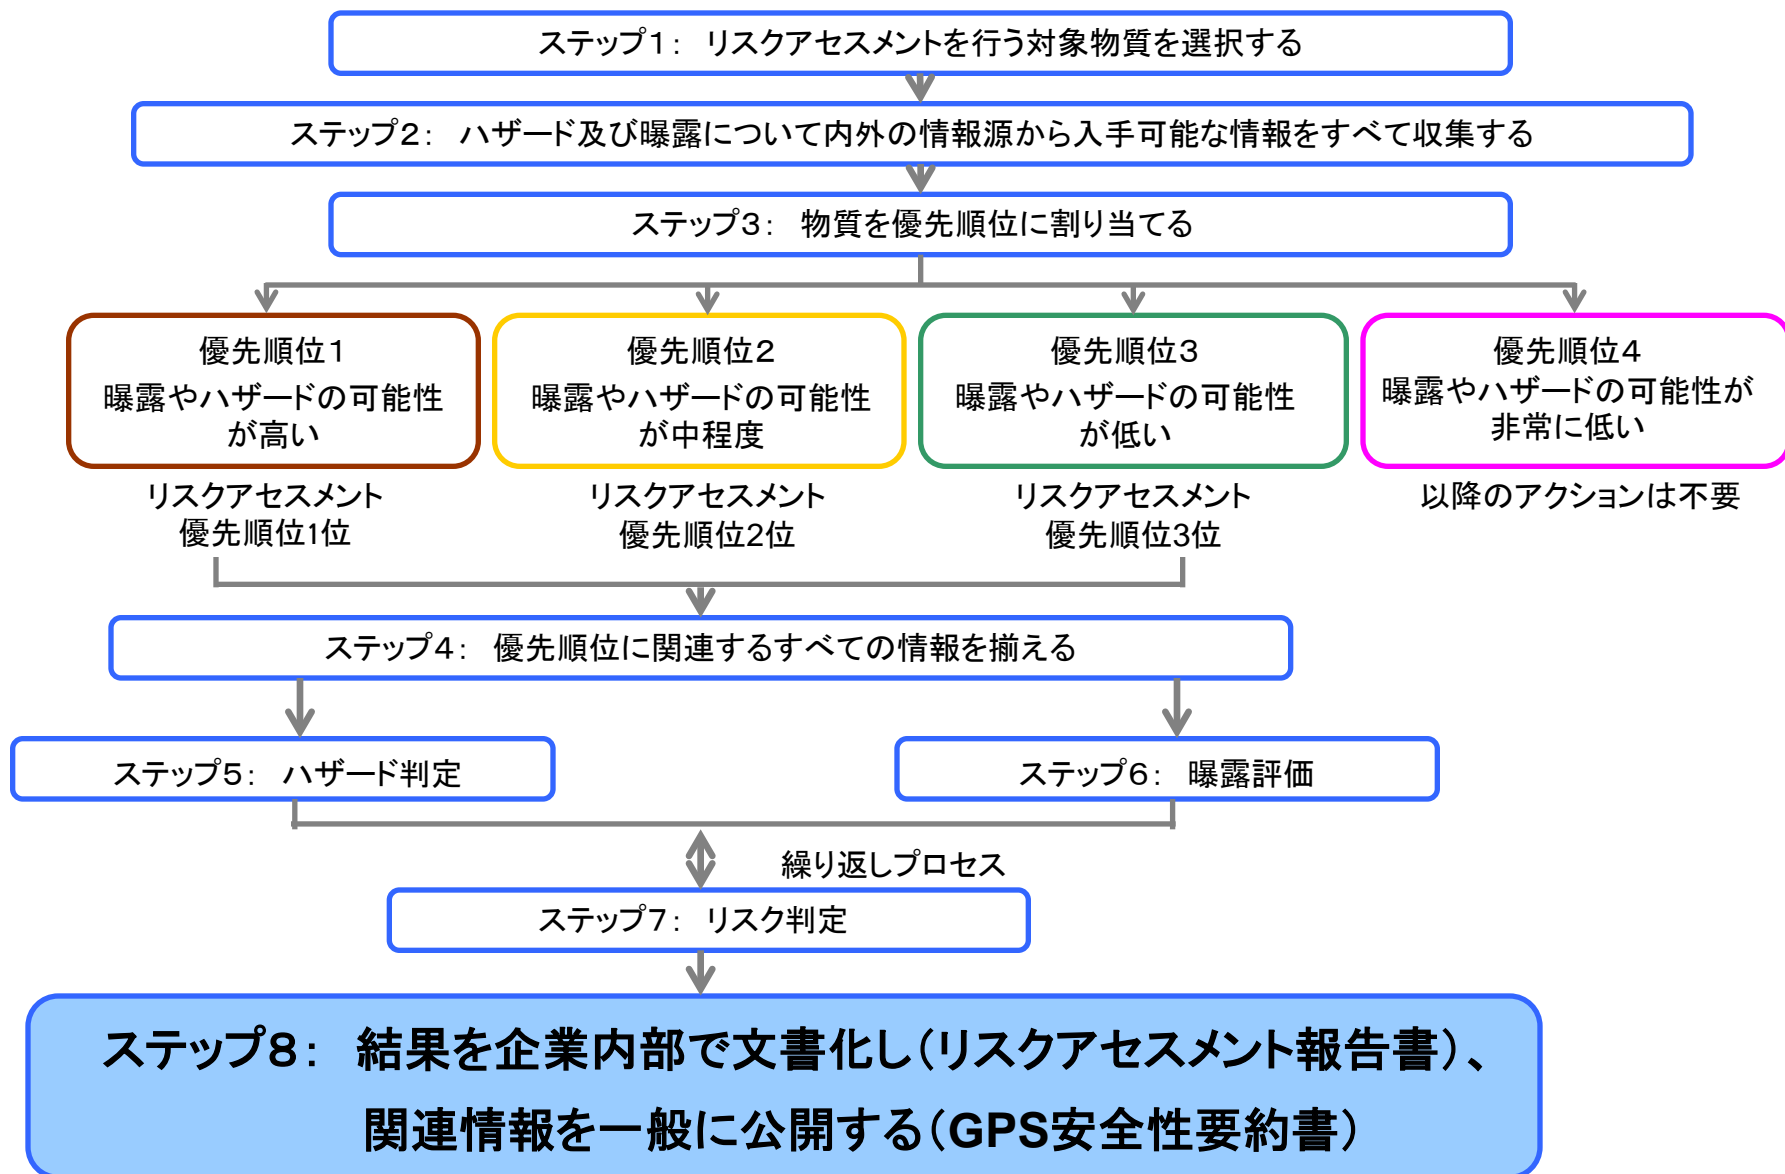 ステップ1： リスクアセスメントを行う対象物質を選択する
ステップ2： ハザード及び曝露について内外の情報源から入手可能な情報をすべて収集する
ステップ3： 物質を優先順位に割り当てる
優先順位1
曝露やハザードの可能性
が高い
優先順位2
曝露やハザードの可能性
が中程度
優先順位3
曝露やハザードの可能性
が低い
優先順位4
曝露やハザードの可能性が
非常に低い
リスクアセスメント
優先順位1位
リスクアセスメント
優先順位2位
リスクアセスメント
優先順位3位
以降のアクションは不要
ステップ4： 優先順位に関連するすべての情報を揃える
ステップ5： ハザード判定
ステップ6： 曝露評価
繰り返しプロセス
ステップ7： リスク判定
ステップ8： 結果を企業内部で文書化し（リスクアセスメント報告書）、
関連情報を一般に公開する（GPS安全性要約書）